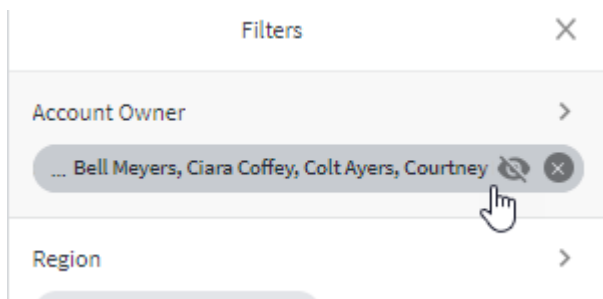 Filters
Account Owner
... Bell Meyers, Ciara Coffey, Colt Ayers, Courtney
Region